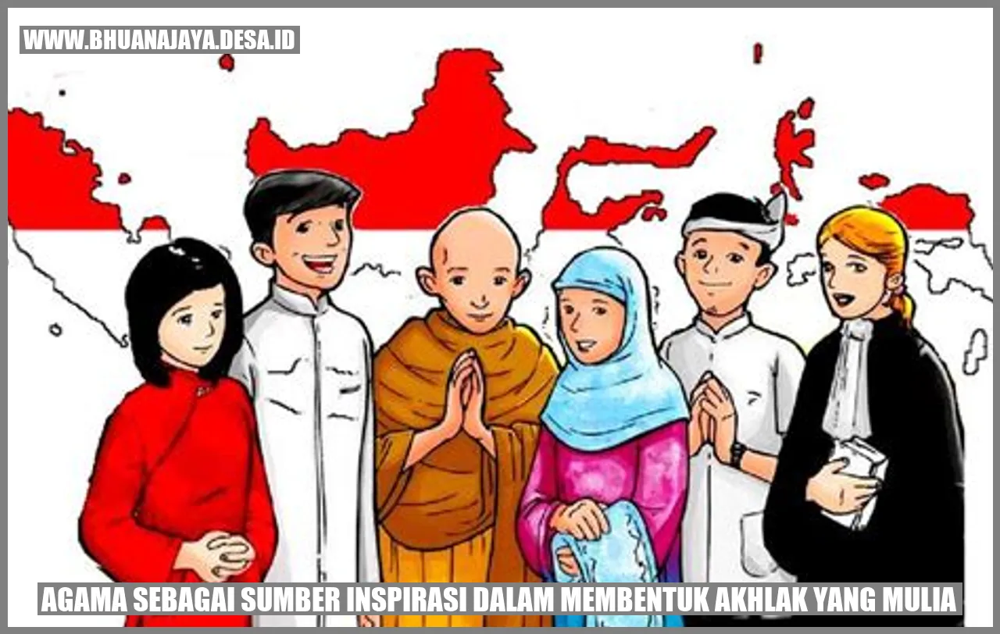 WWW.BHUANAJAYA.DESA.ID
AGAMA SEBAGAI SUMBER INSPIRASI DALAM MEMBENTUK AKHLAK YANG MULIA